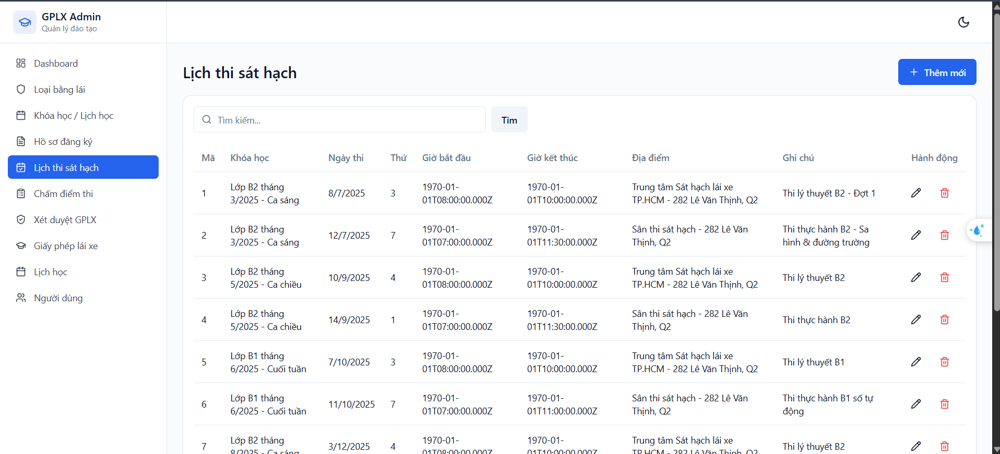 GPLX Admin
Quản lý đào tạo
Dashboard
Loại bằng lái
Khóa học / Lịch học
Hồ sơ đăng ký
Lịch thi sát hạch
Chấm điểm thi
Xét duyệt GPLX
Giấy phép lái xe
Lịch học
Người dùng
Lịch thi sát hạch
Thêm mới
Tìm kiếm...
Tìm
Mã Khóa học Ngày thi Thứ Giờ bắt đầu Giờ kết thúc Địa điểm Ghi chú Hành động
1
Lớp B2 tháng
3/2025 - Ca sáng
8/7/2025
3
1970-01-
01T08:00:00.000Z
1970-01-
01T10:00:00.000Z
Trung tâm Sát hạch lái xe
TP.HCM - 282 Lê Văn Thịnh, Q2
Thi lý thuyết B2 - Đợt 1
2
Lớp B2 tháng
3/2025 - Ca sáng
12/7/2025
7
1970-01-
01T07:00:00.000Z
1970-01-
01T11:30:00.000Z
Sân thi sát hạch - 282 Lê Văn
Thịnh, Q2
Thi thực hành B2 - Sa
hình & đường trường
3
Lớp B2 tháng
5/2025 - Ca chiều
10/9/2025
4
1970-01-
01T08:00:00.000Z
1970-01-
01T10:00:00.000Z
Trung tâm Sát hạch lái xe
TP.HCM - 282 Lê Văn Thịnh, Q2
Thi lý thuyết B2
4
Lớp B2 tháng
5/2025 - Ca chiều
14/9/2025
1
1970-01-
01T07:00:00.000Z
1970-01-
01T11:30:00.000Z
Sân thi sát hạch - 282 Lê Văn
Thịnh, Q2
Thi thực hành B2
5
Lớp B1 tháng
6/2025 - Cuối tuần
7/10/2025
3
1970-01-
01T08:00:00.000Z
1970-01-
01T10:00:00.000Z
Trung tâm Sát hạch lái xe
TP.HCM - 282 Lê Văn Thịnh, Q2
Thi lý thuyết B1
6
Lớp B1 tháng
6/2025 - Cuối tuần
11/10/2025
7
1970-01-
01T07:00:00.000Z
1970-01-
01T11:00:00.000Z
Sân thi sát hạch - 282 Lê Văn
Thịnh, Q2
Thi thực hành B1 số tự
động
7
Lớp B2 tháng
8/2025 - Ca sáng
3/12/2025
4
1970-01-
01T08:00:00.000Z
1970-01-
01T10:00:00.000Z
Trung tâm Sát hạch lái xe
TP.HCM - 282 Lê Văn Thịnh, Q2
Thi lý thuyết B2